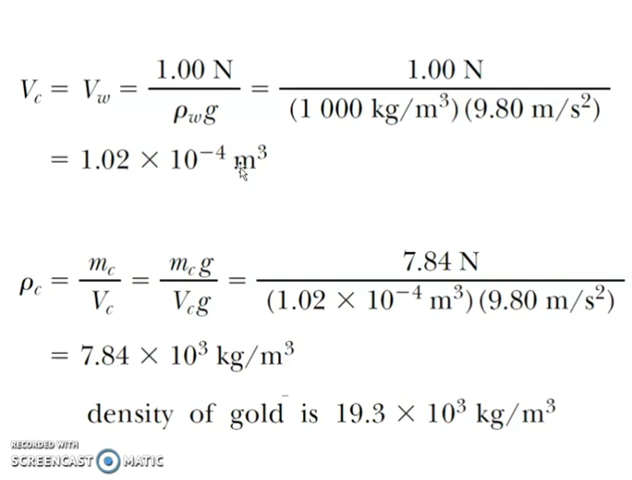 V_c = V_w = 1.00 N / ρ_w g = 1.00 N / (1 000 kg/m³)(9.80 m/s²)
= 1.02 × 10⁻⁴ m³
ρ_c = m_c / V_c = m_c g / V_c g = 7.84 N / (1.02 × 10⁻⁴ m³)(9.80 m/s²)
= 7.84 × 10³ kg/m³
density of gold is 19.3 × 10³ kg/m³
RECORDED WITH
SCREENCAST MATIC